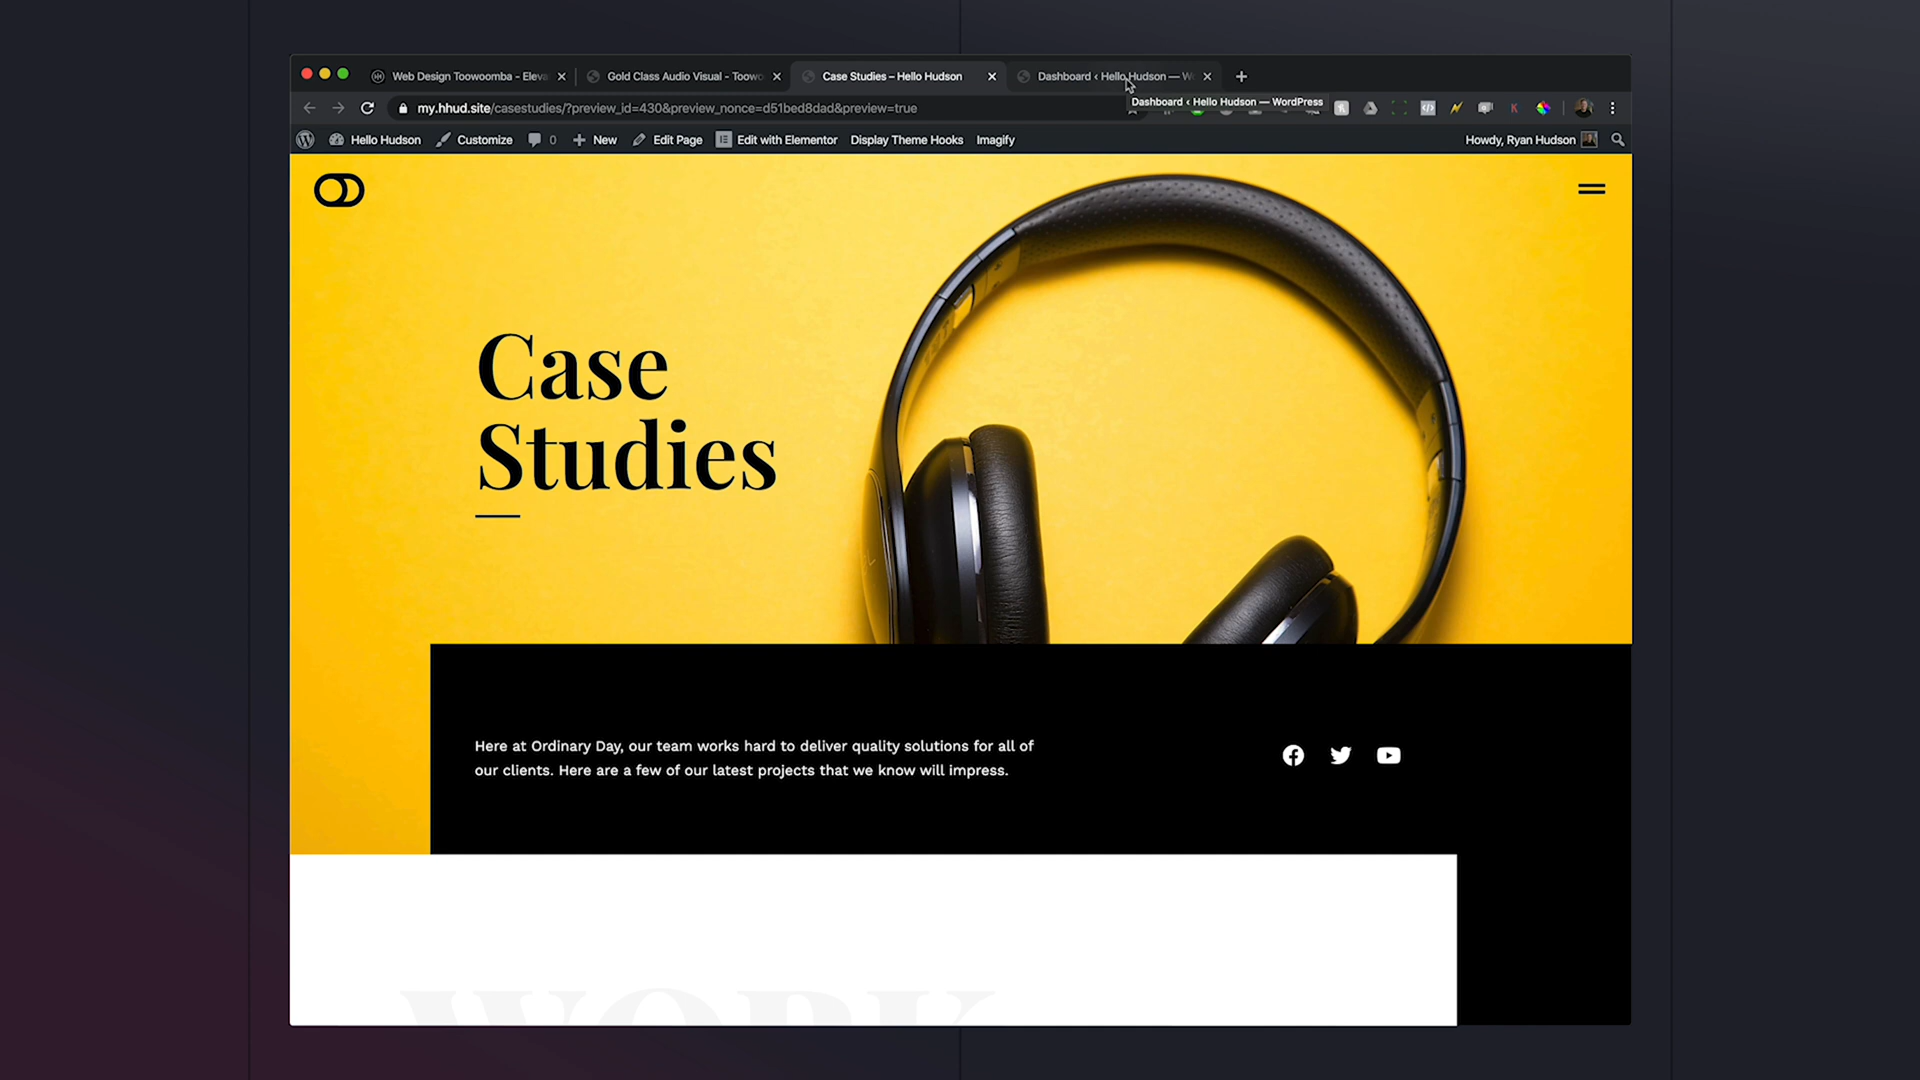 Web Design Toowoomba - Eleva
Gold Class Audio Visual - Toowo
Case Studies – Hello Hudson
Dashboard ‹ Hello Hudson — W
my.hhud.site/casestudies/?preview_id=430&preview_nonce=d51bed8dad&preview=true
Dashboard ‹ Hello Hudson — WordPress
K
Hello Hudson
Customize
0
New
Edit Page
Edit with Elementor
Display Theme Hooks
Imagify
Howdy, Ryan Hudson
Case
Studies
Here at Ordinary Day, our team works hard to deliver quality solutions for all of
our clients. Here are a few of our latest projects that we know will impress.
WORK